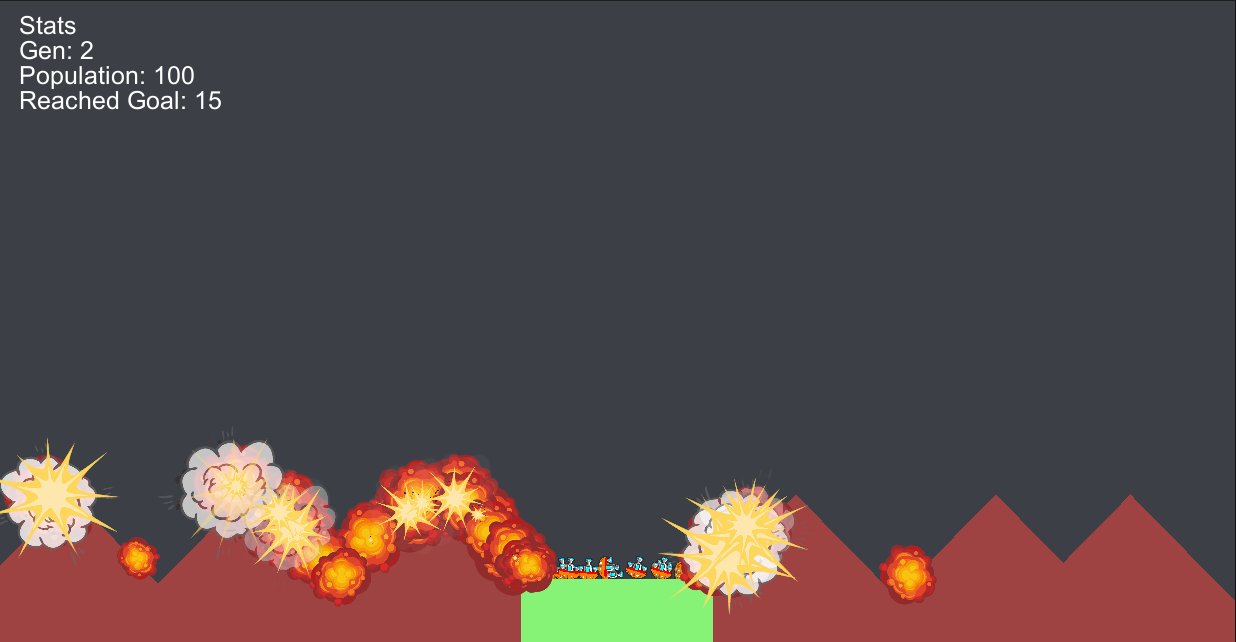 Stats
Gen: 2
Population: 100
Reached Goal: 15